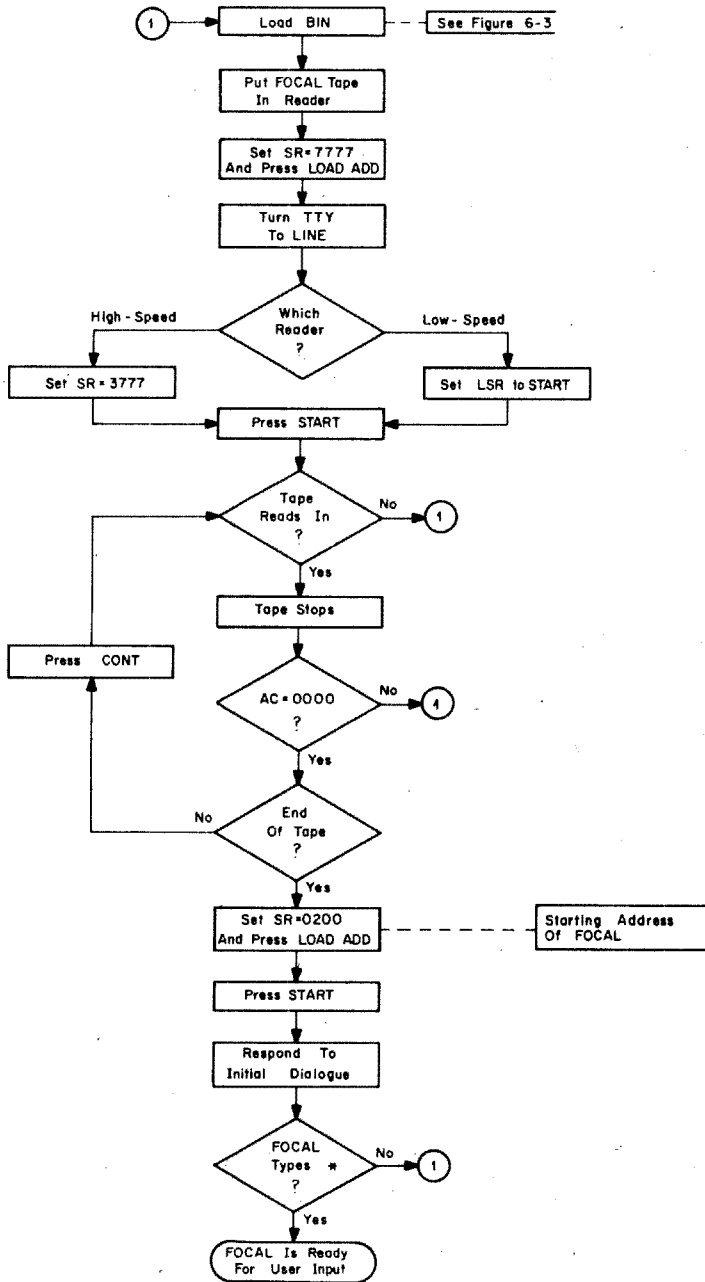 1
Load BIN
See Figure 6-3
Put FOCAL Tape
In Reader
Set SR=7777
And Press LOAD ADD
Turn TTY
To LINE
Which
Reader
?
High-Speed
Low-Speed
Set SR=3777
Set LSR to START
Press START
Tape
Reads In
?
No
1
Yes
Tape Stops
Press CONT
AC=0000
?
No
1
Yes
End
Of Tape
?
No
Yes
Set SR=0200
And Press LOAD ADD
Starting Address
Of FOCAL
Press START
Respond To
Initial Dialogue
FOCAL
Types *
?
No
1
Yes
FOCAL Is Ready
For User Input